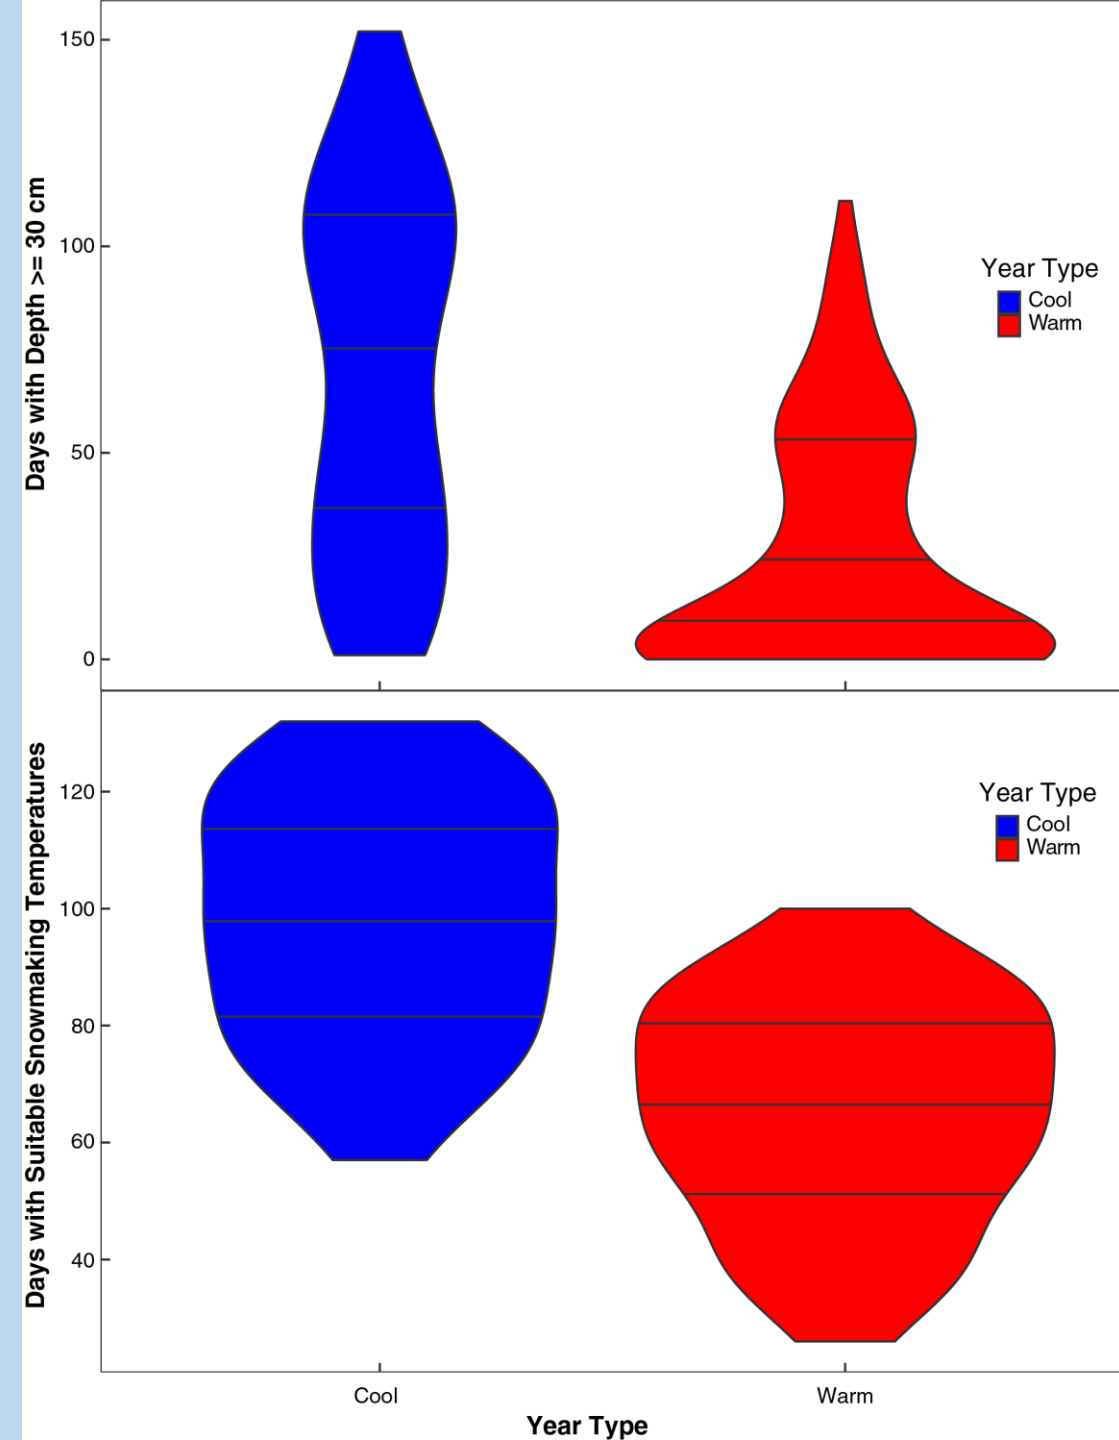 Days with Depth >= 30 cm
150
100
50
0
Year Type
Cool
Warm
Days with Suitable Snowmaking Temperatures
120
100
80
60
40
Year Type
Cool
Warm
Cool Warm
Year Type